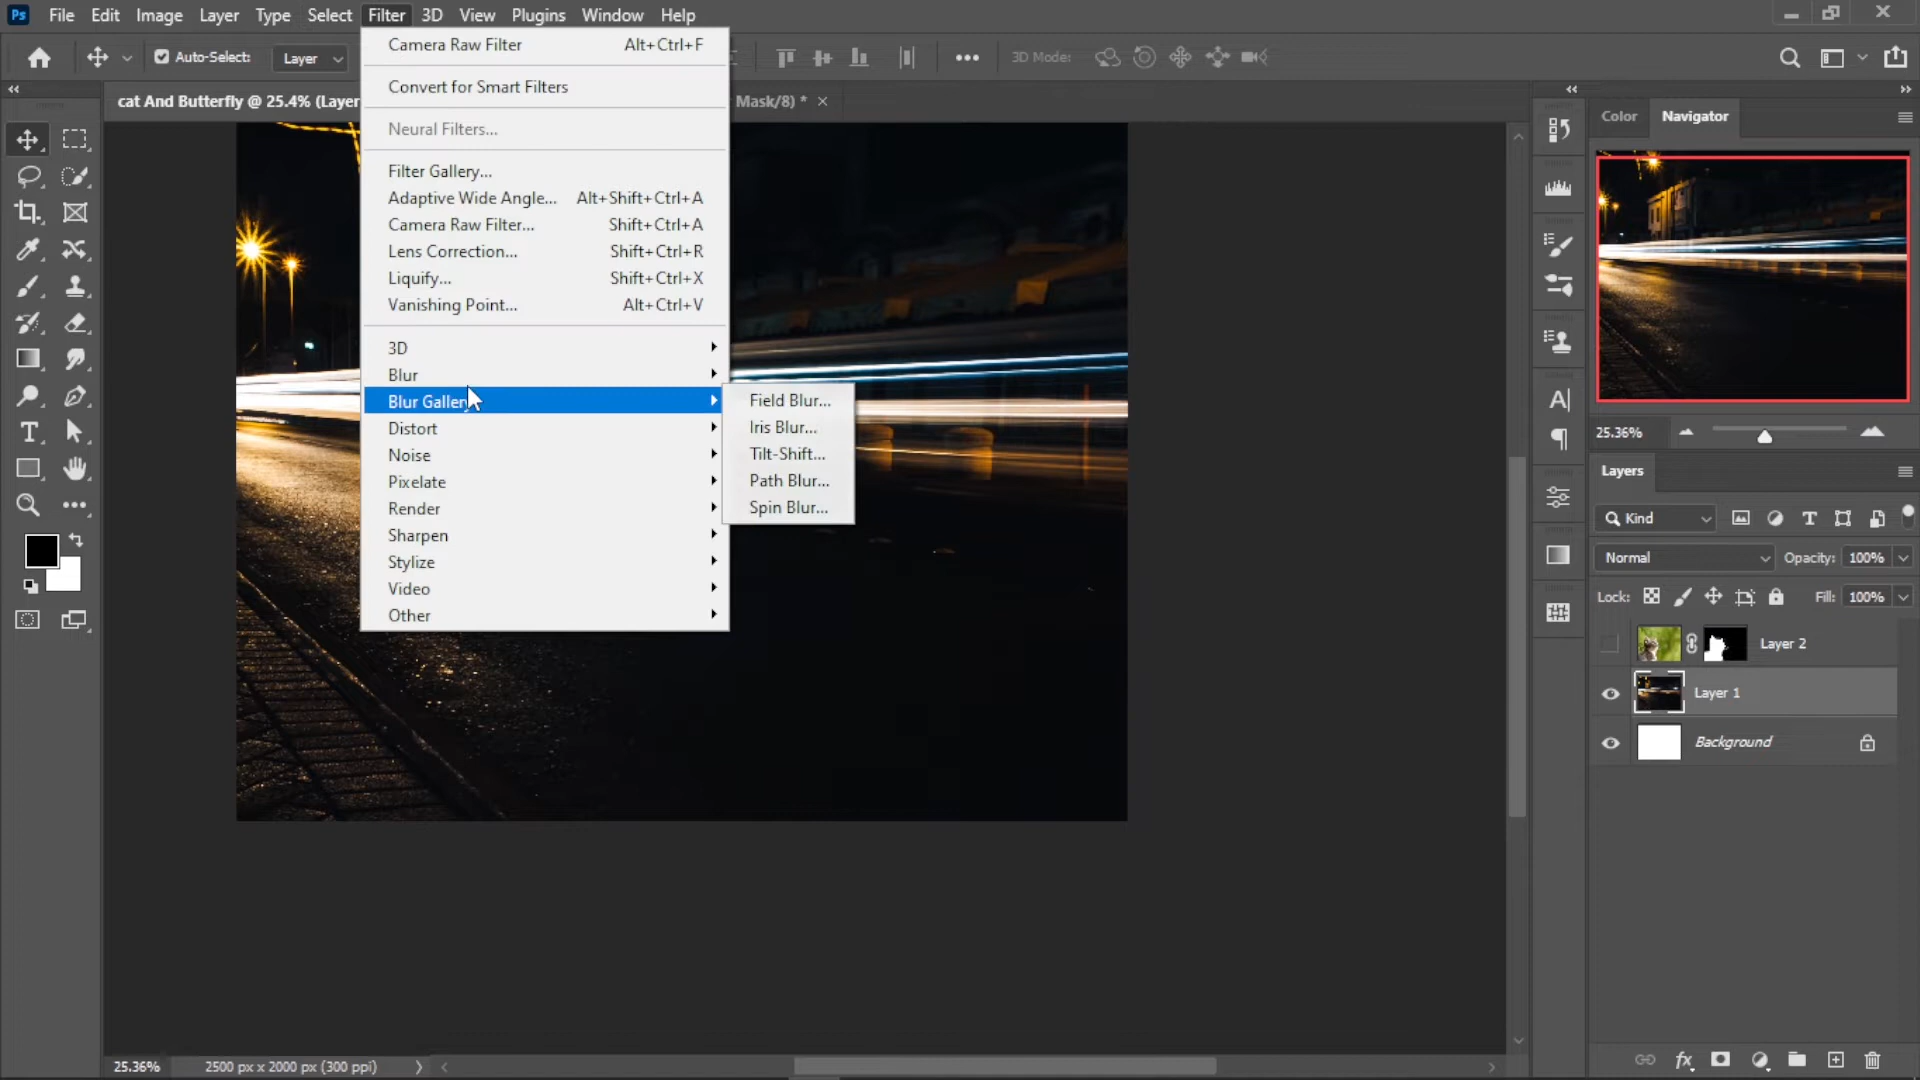 Ps File Edit Image Layer Type Select Filter 3D View Plugins Window Help
Auto-Select: Layer
3D Mode:
cat And Butterfly @ 25.4% (Layer
Mask/8) *
Camera Raw Filter Alt+Ctrl+F
Convert for Smart Filters
Neural Filters...
Filter Gallery...
Adaptive Wide Angle... Alt+Shift+Ctrl+A
Camera Raw Filter... Shift+Ctrl+A
Lens Correction... Shift+Ctrl+R
Liquify... Shift+Ctrl+X
Vanishing Point... Alt+Ctrl+V
3D
Blur
Blur Gallery
Distort
Noise
Pixelate
Render
Sharpen
Stylize
Video
Other
Field Blur...
Iris Blur...
Tilt-Shift...
Path Blur...
Spin Blur...
Color Navigator
25.36%
Layers
Kind
Normal Opacity: 100%
Lock: Fill: 100%
Layer 2
Layer 1
Background
25.36% 2500 px x 2000 px (300 ppi)